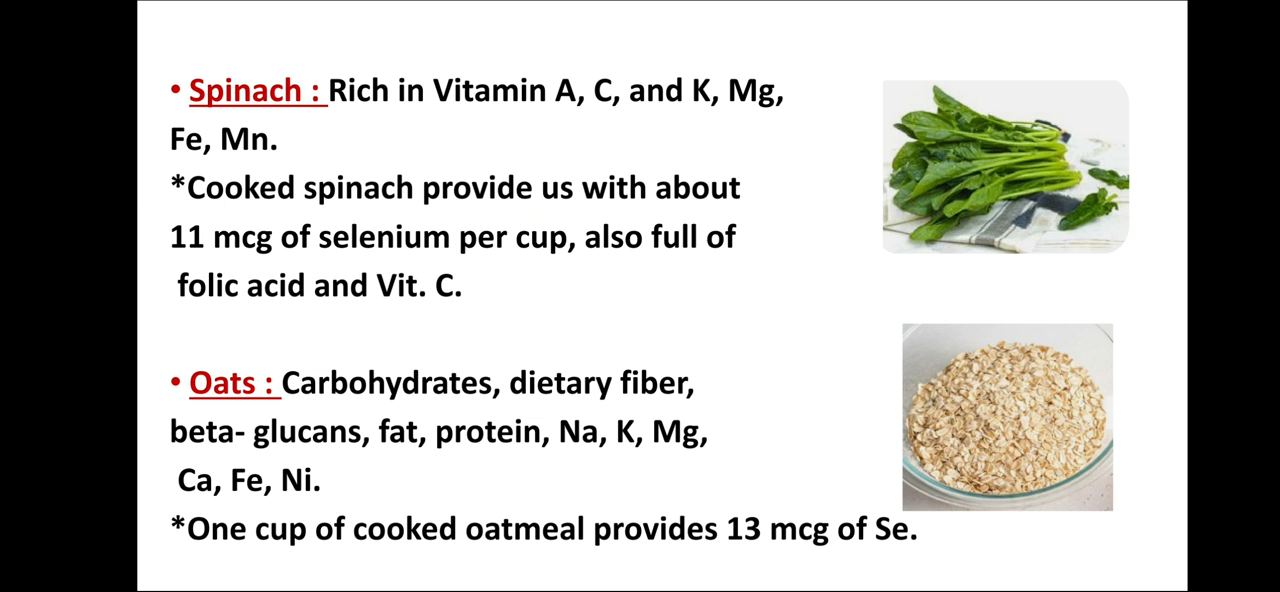 • Spinach : Rich in Vitamin A, C, and K, Mg,
Fe, Mn.
*Cooked spinach provide us with about
11 mcg of selenium per cup, also full of
folic acid and Vit. C.
• Oats : Carbohydrates, dietary fiber,
beta- glucans, fat, protein, Na, K, Mg,
Ca, Fe, Ni.
*One cup of cooked oatmeal provides 13 mcg of Se.